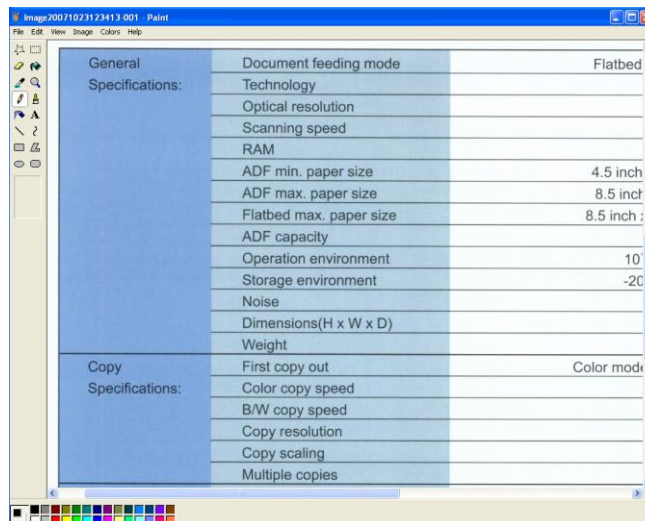 Image20071023123413-001 - Paint
File Edit View Image Colors Help
General Document feeding mode Flatbed
Specifications: Technology
Optical resolution
Scanning speed
RAM
ADF min. paper size 4.5 inch
ADF max. paper size 8.5 inch
Flatbed max. paper size 8.5 inch
ADF capacity
Operation environment 10
Storage environment -20
Noise
Dimensions(H x W x D)
Weight
Copy First copy out Color mode
Specifications: Color copy speed
B/W copy speed
Copy resolution
Copy scaling
Multiple copies